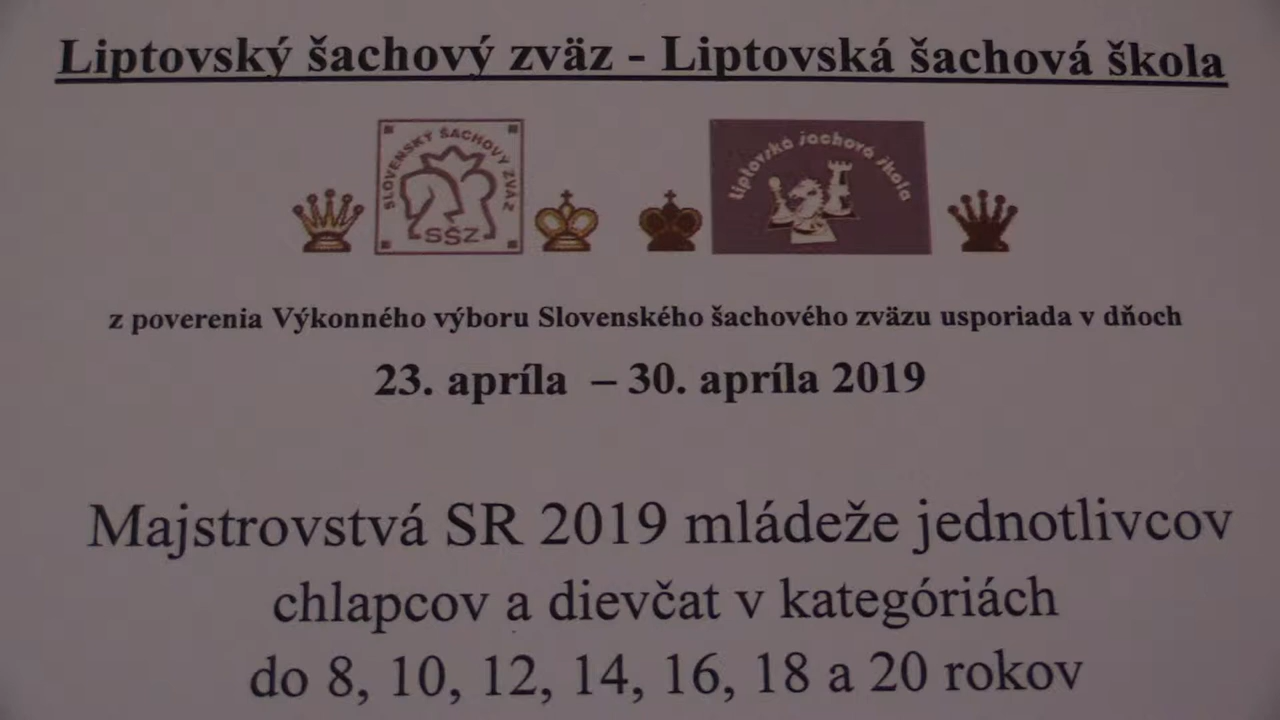 Liptovský šachový zväz - Liptovská šachová škola
SLOVENSKÝ ŠACHOVÝ ZVÄZ
SŠZ
Liptovská šachová škola
z poverenia Výkonného výboru Slovenského šachového zväzu usporiada v dňoch
23. apríla – 30. apríla 2019
Majstrovstvá SR 2019 mládeže jednotlivcov
chlapcov a dievčat v kategóriách
do 8, 10, 12, 14, 16, 18 a 20 rokov